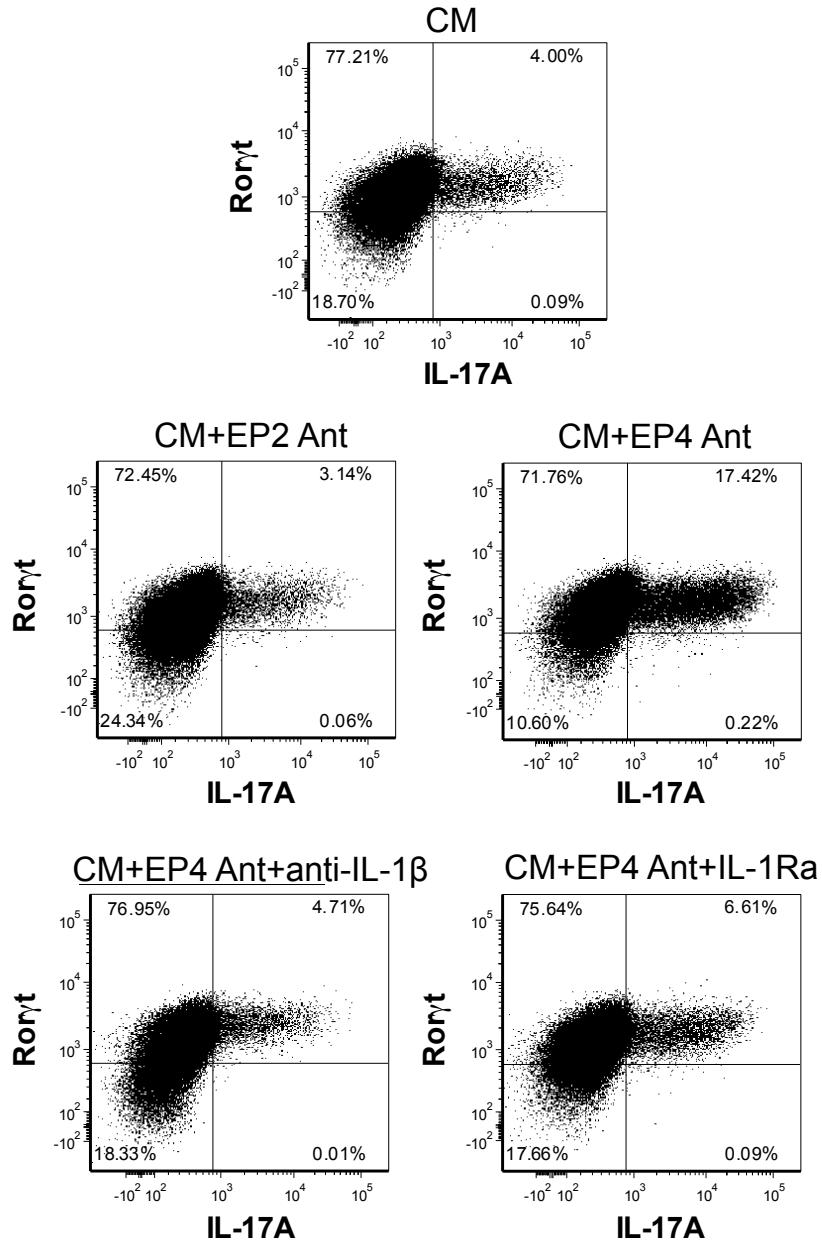 CM
77.21% 4.00%
10^5
10^4
10^3
10^2
-10^2
Rorγt
18.70% 0.09%
-10^2 10^2 10^3 10^4 10^5
IL-17A
CM+EP2 Ant
72.45% 3.14%
10^5
10^4
10^3
10^2
-10^2
Rorγt
24.34% 0.06%
-10^2 10^2 10^3 10^4 10^5
IL-17A
CM+EP4 Ant
71.76% 17.42%
10^5
10^4
10^3
10^2
-10^2
Rorγt
10.60% 0.22%
-10^2 10^2 10^3 10^4 10^5
IL-17A
CM+EP4 Ant+anti-IL-1β
76.95% 4.71%
10^5
10^4
10^3
10^2
-10^2
Rorγt
18.33% 0.01%
-10^2 10^2 10^3 10^4 10^5
IL-17A
CM+EP4 Ant+IL-1Ra
75.64% 6.61%
10^5
10^4
10^3
10^2
-10^2
Rorγt
17.66% 0.09%
-10^2 10^2 10^3 10^4 10^5
IL-17A